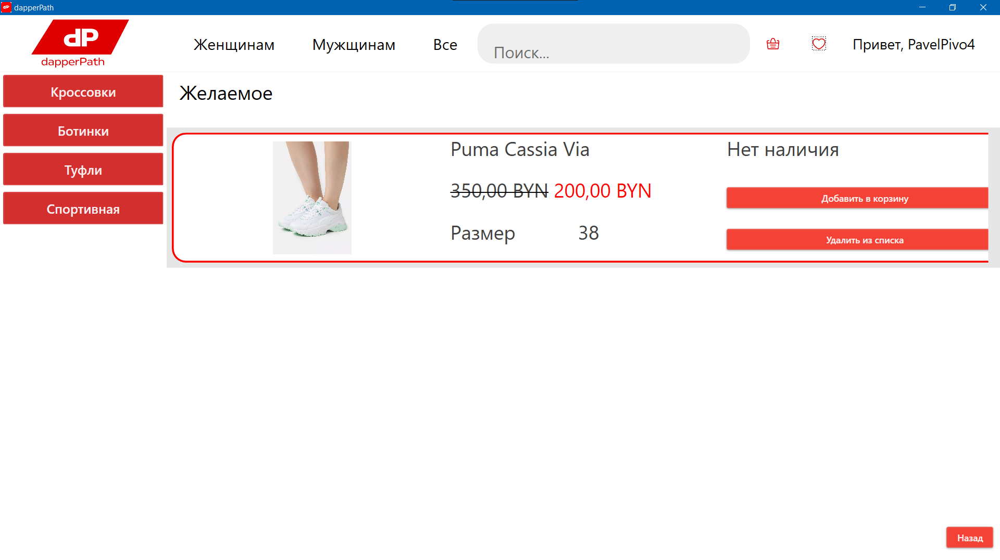 dapperPath
dP
dapperPath
Женщинам
Мужщинам
Все
Поиск...
Привет, PavelPivo4
Кроссовки
Ботинки
Туфли
Спортивная
Желаемое
Puma Cassia Via
350,00 BYN 200,00 BYN
Размер 38
Нет наличия
Добавить в корзину
Удалить из списка
Назад